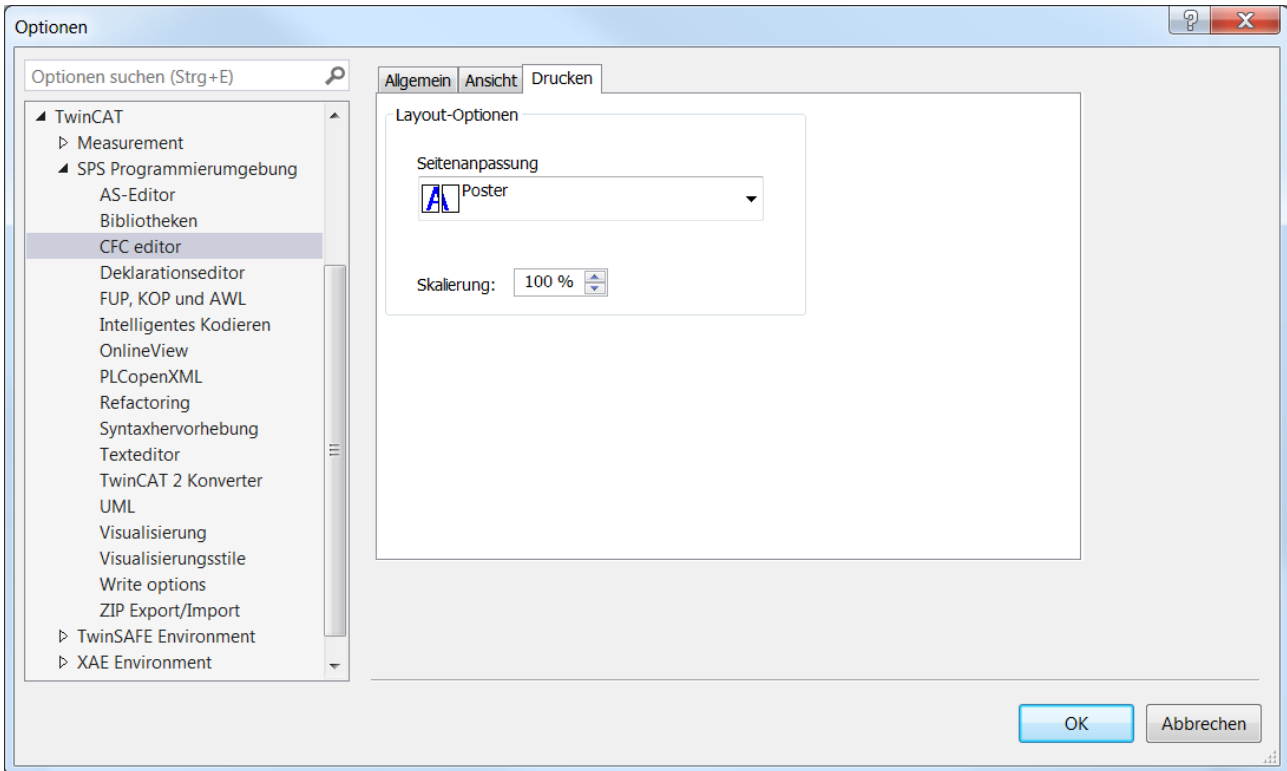 Optionen
Optionen suchen (Strg+E)
TwinCAT
Measurement
SPS Programmierumgebung
AS-Editor
Bibliotheken
CFC editor
Deklarationseditor
FUP, KOP und AWL
Intelligentes Kodieren
OnlineView
PLCopenXML
Refactoring
Syntaxhervorhebung
Texteditor
TwinCAT 2 Konverter
UML
Visualisierung
Visualisierungsstile
Write options
ZIP Export/Import
TwinSAFE Environment
XAE Environment
Allgemein Ansicht Drucken
Layout-Optionen
Seitenanpassung
A Poster
Skalierung: 100 %
OK Abbrechen